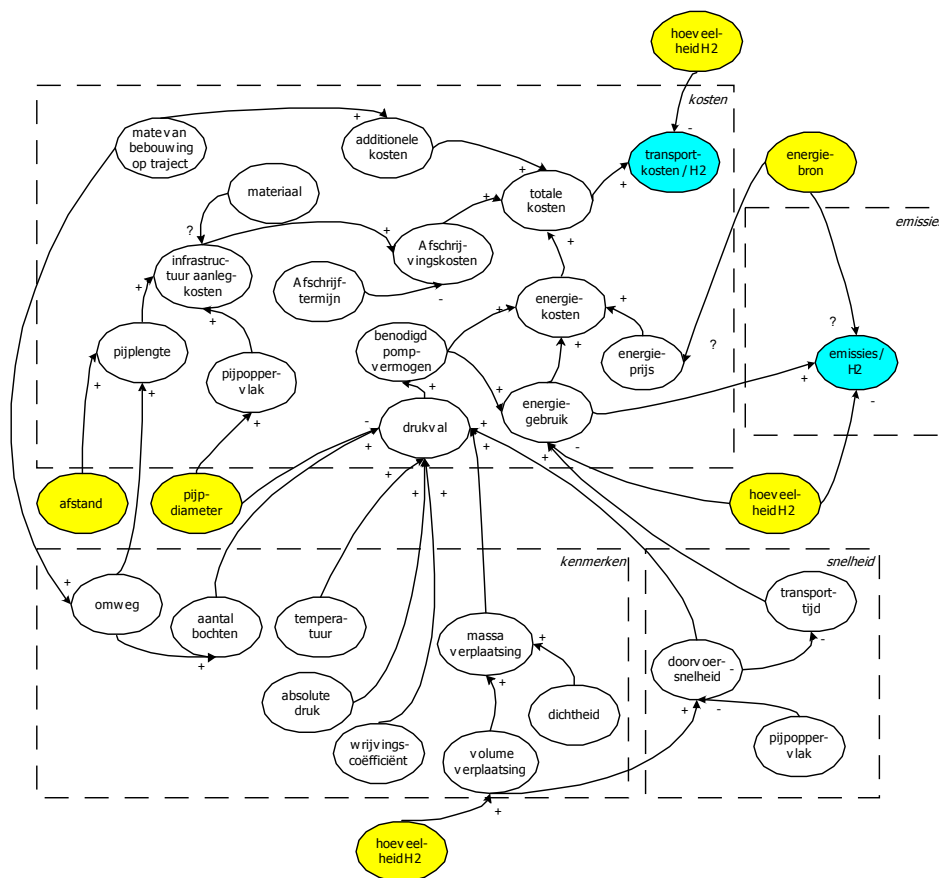 hoeveel-
heid H2
kosten
mate van
bebouwing
op traject
additionele
kosten
transport-
kosten / H2
energie-
bron
materiaal
totale
kosten
emissies
infrastruc-
tuur aanleg-
kosten
Afschrij-
vingskosten
Afschrijf-
termijn
energie-
kosten
pijplengte
benodigd
pomp-
vermogen
energie-
prijs
emissies /
H2
pijpopper-
vlak
energie-
gebruik
drukval
afstand
pijp-
diameter
hoeveel-
heid H2
kenmerken
snelheid
omweg
aantal
bochten
tempera-
tuur
massa
verplaatsing
transport-
tijd
doorvoer-
snelheid
absolute
druk
dichtheid
wrijvings-
coëfficiënt
volume
verplaatsing
pijpopper-
vlak
hoeveel-
heid H2